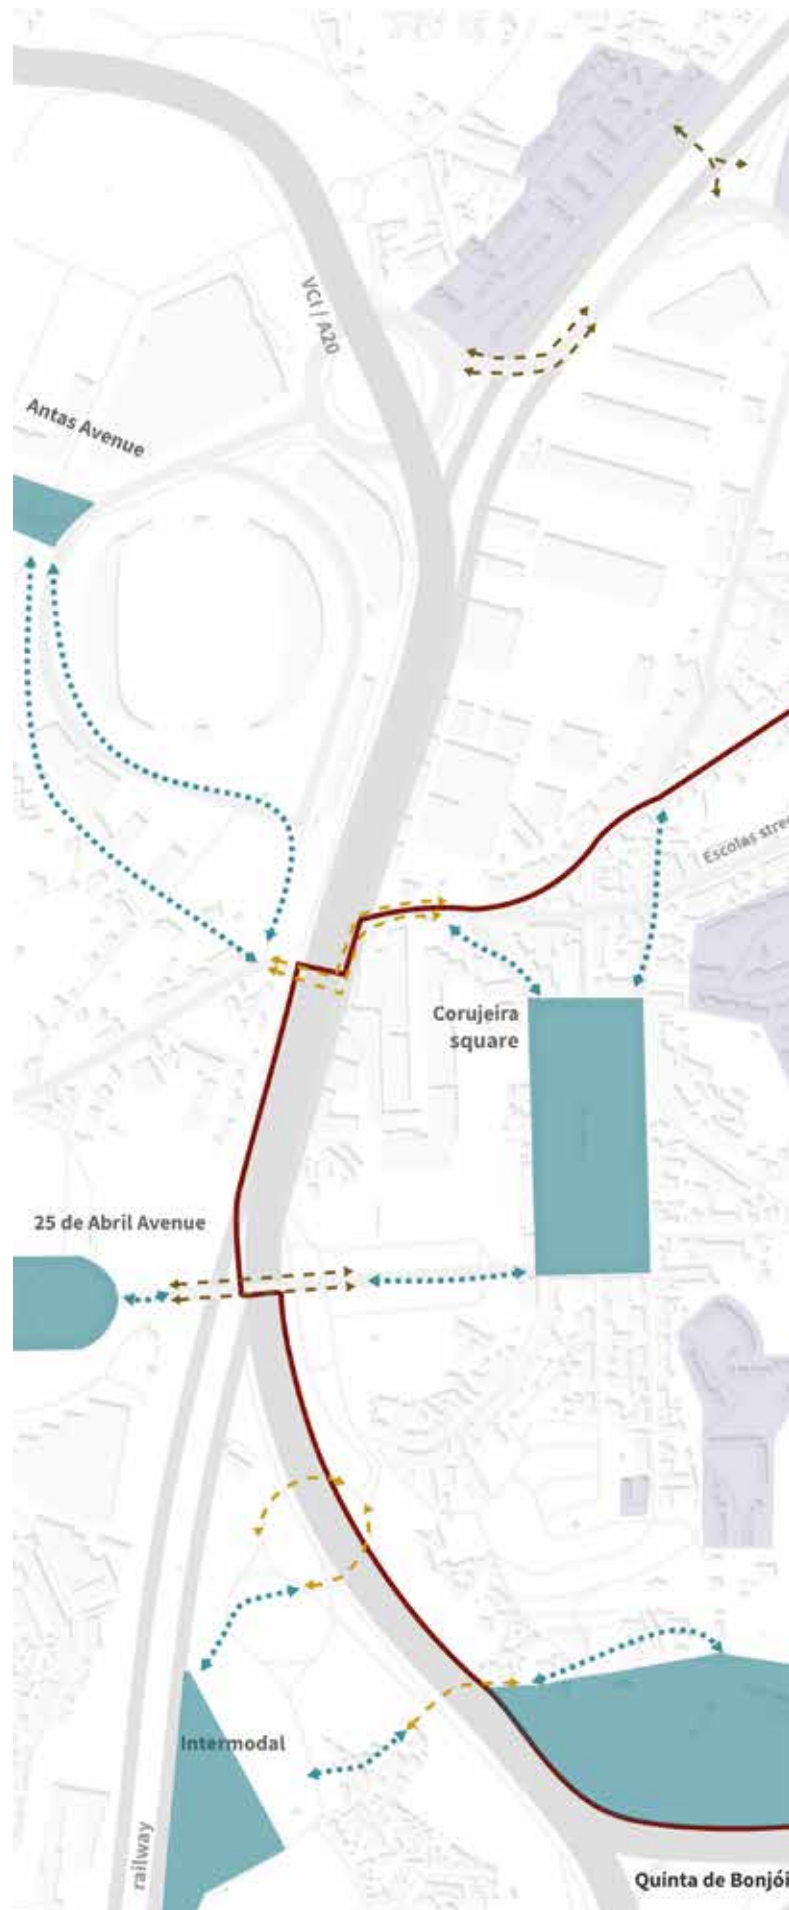 VCI / A20
Antas Avenue
Escolas stre
Corujeira
square
25 de Abril Avenue
Intermodal
railway
Quinta de Bonjói